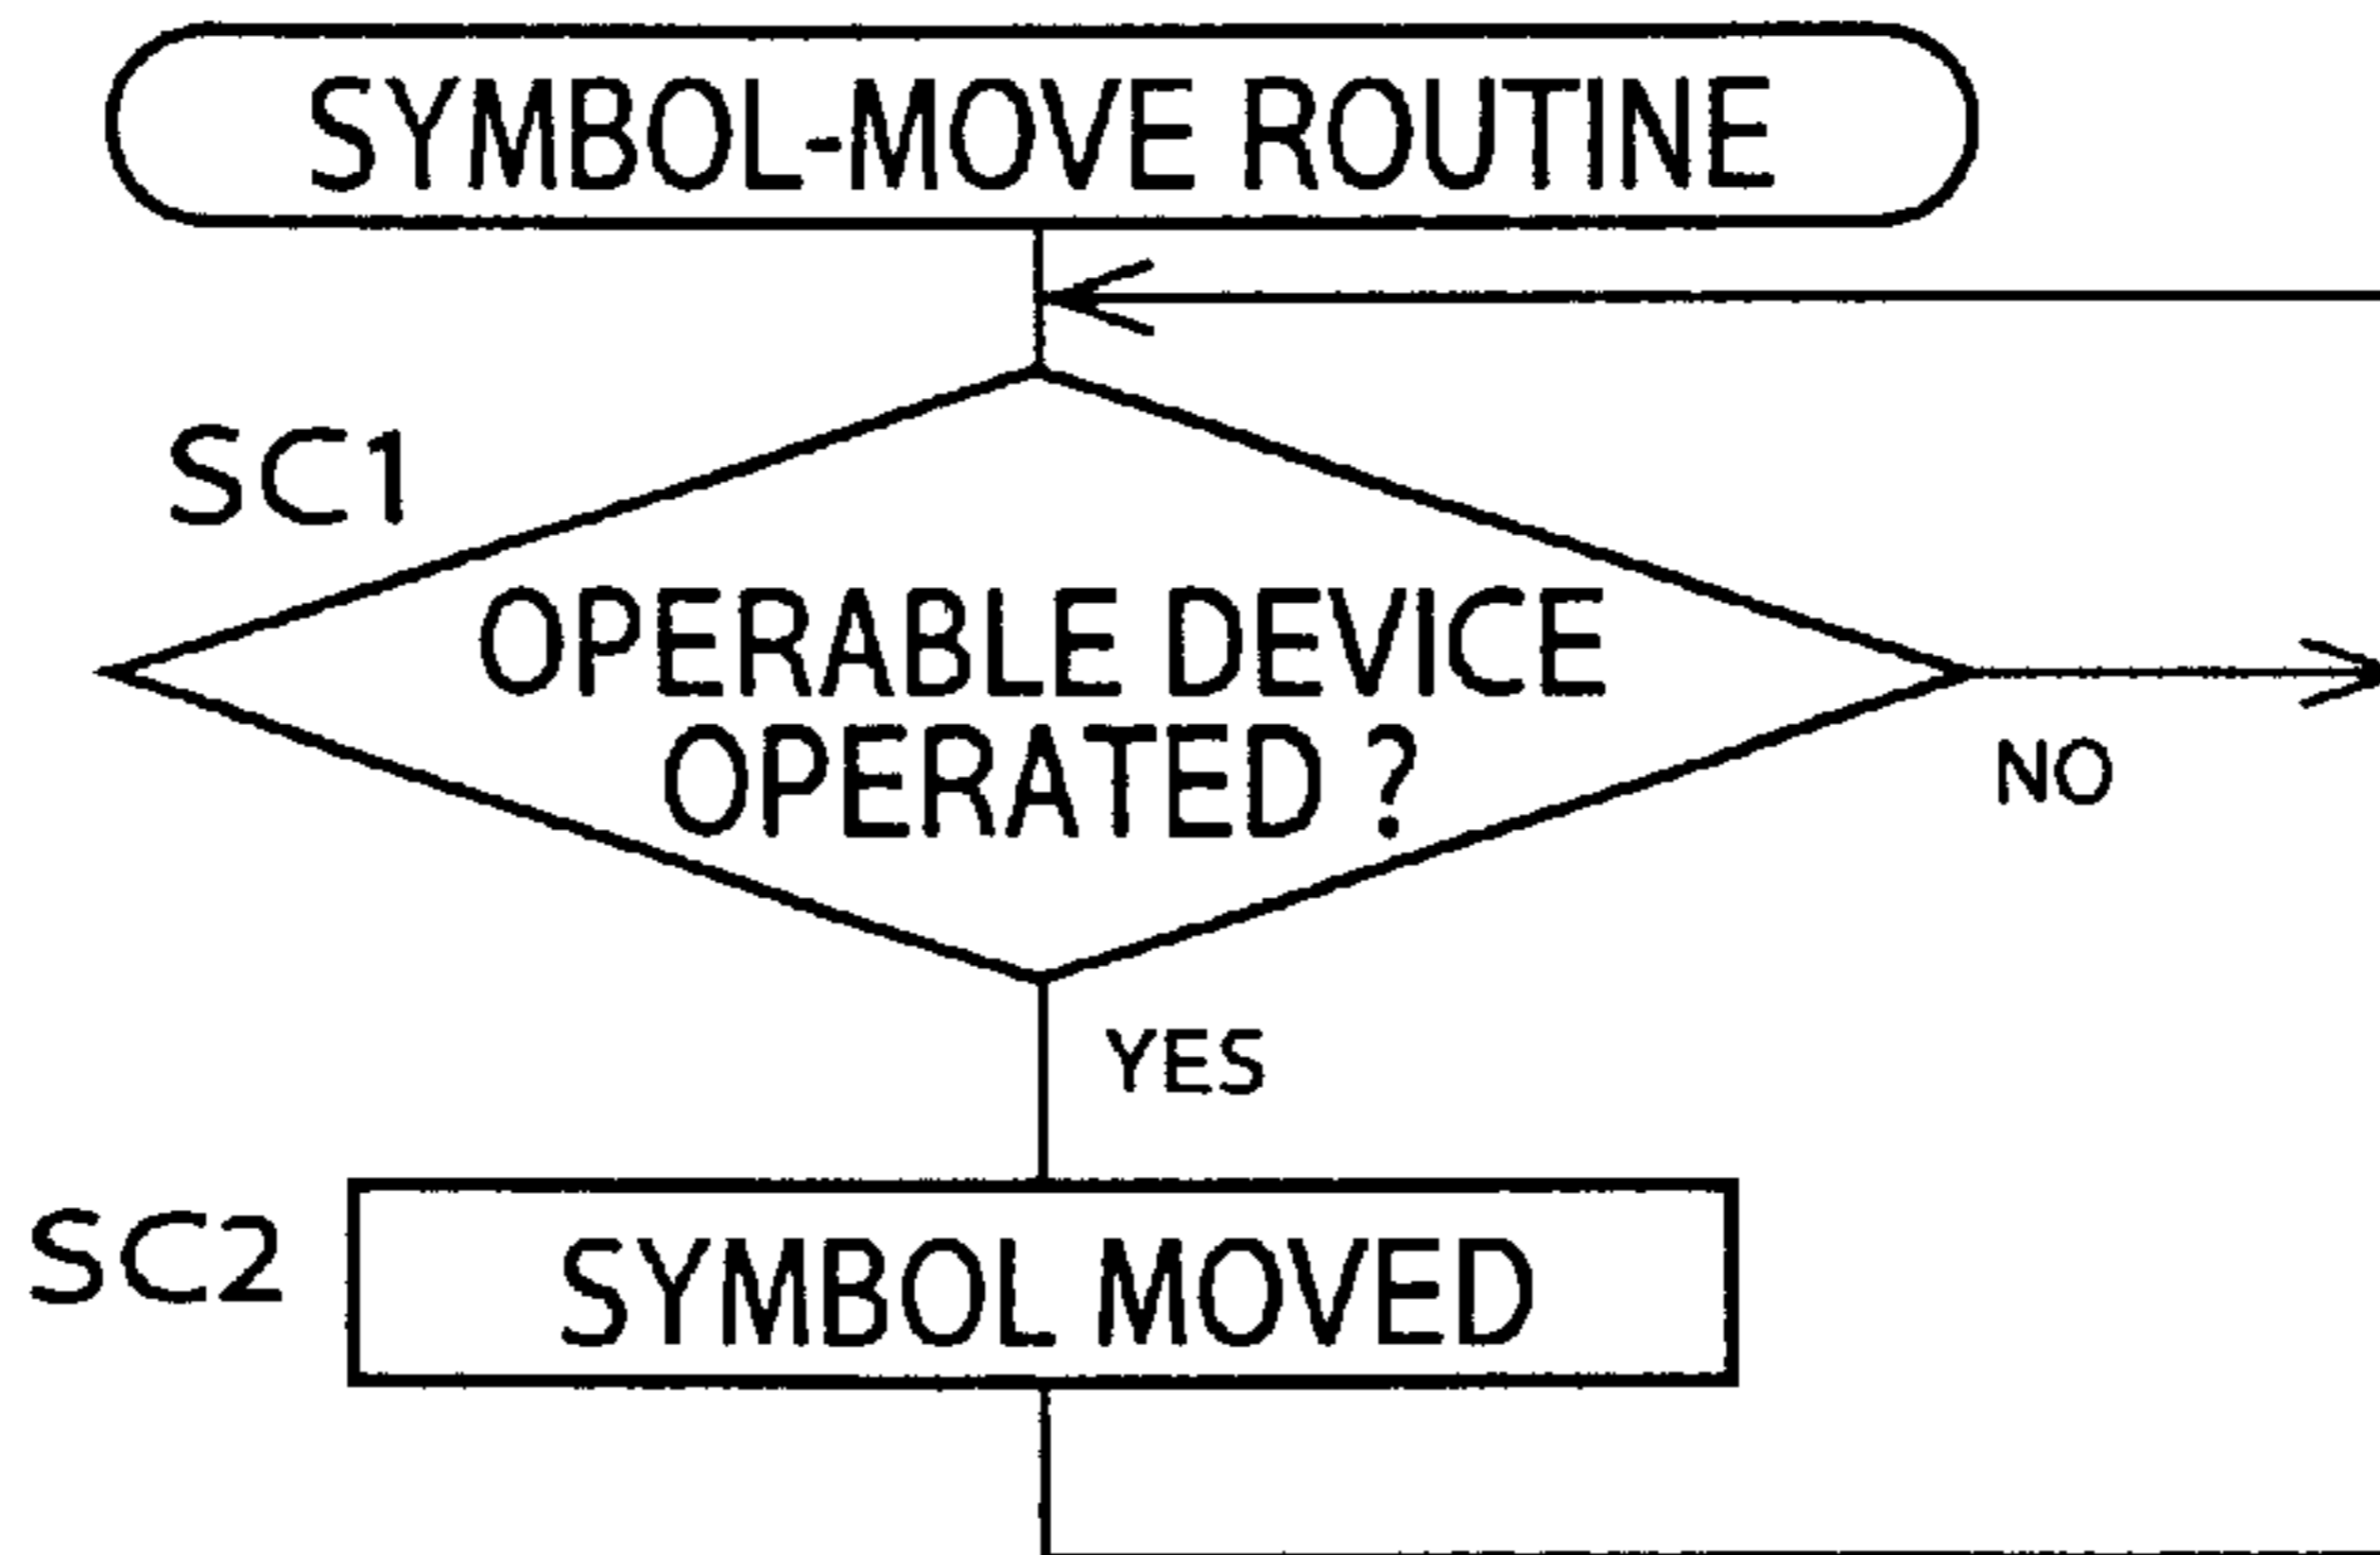 SYMBOL-MOVE ROUTINE
SC1
OPERABLE DEVICE
OPERATED ?
NO
YES
SC2
SYMBOL MOVED